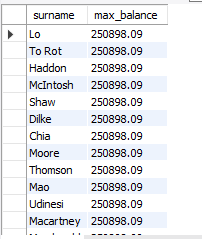 surname max_balance
Lo 250898.09
To Rot 250898.09
Haddon 250898.09
McIntosh 250898.09
Shaw 250898.09
Dilke 250898.09
Chia 250898.09
Moore 250898.09
Thomson 250898.09
Mao 250898.09
Udinesi 250898.09
Macartney 250898.09